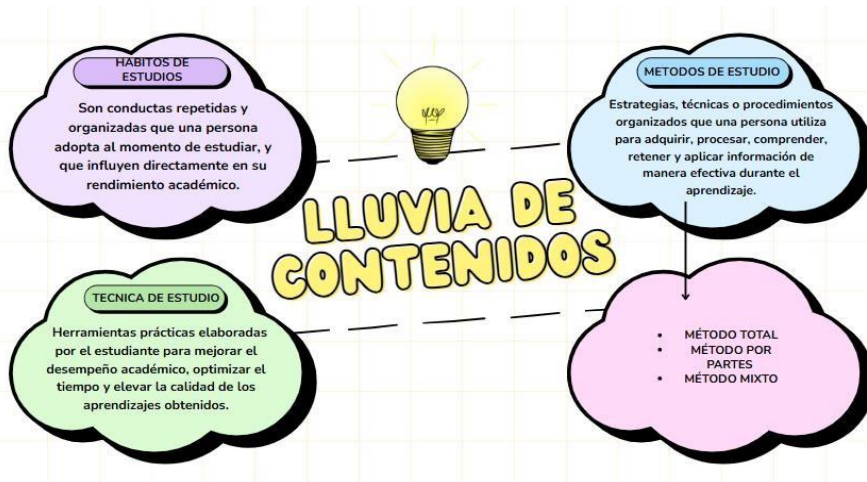 HABITOS DE
ESTUDIOS
Son conductas repetidas y
organizadas que una persona
adopta al momento de estudiar, y
que influyen directamente en su
rendimiento académico.
METODOS DE ESTUDIO
Estrategias, técnicas o procedimientos
organizados que una persona utiliza
para adquirir, procesar, comprender,
retener y aplicar información de
manera efectiva durante el
aprendizaje.
LLUVIA DE
CONTENIDOS
TECNICA DE ESTUDIO
Herramientas prácticas elaboradas
por el estudiante para mejorar el
desempeño académico, optimizar el
tiempo y elevar la calidad de los
aprendizajes obtenidos.
• MÉTODO TOTAL
• MÉTODO POR
PARTES
• MÉTODO MIXTO